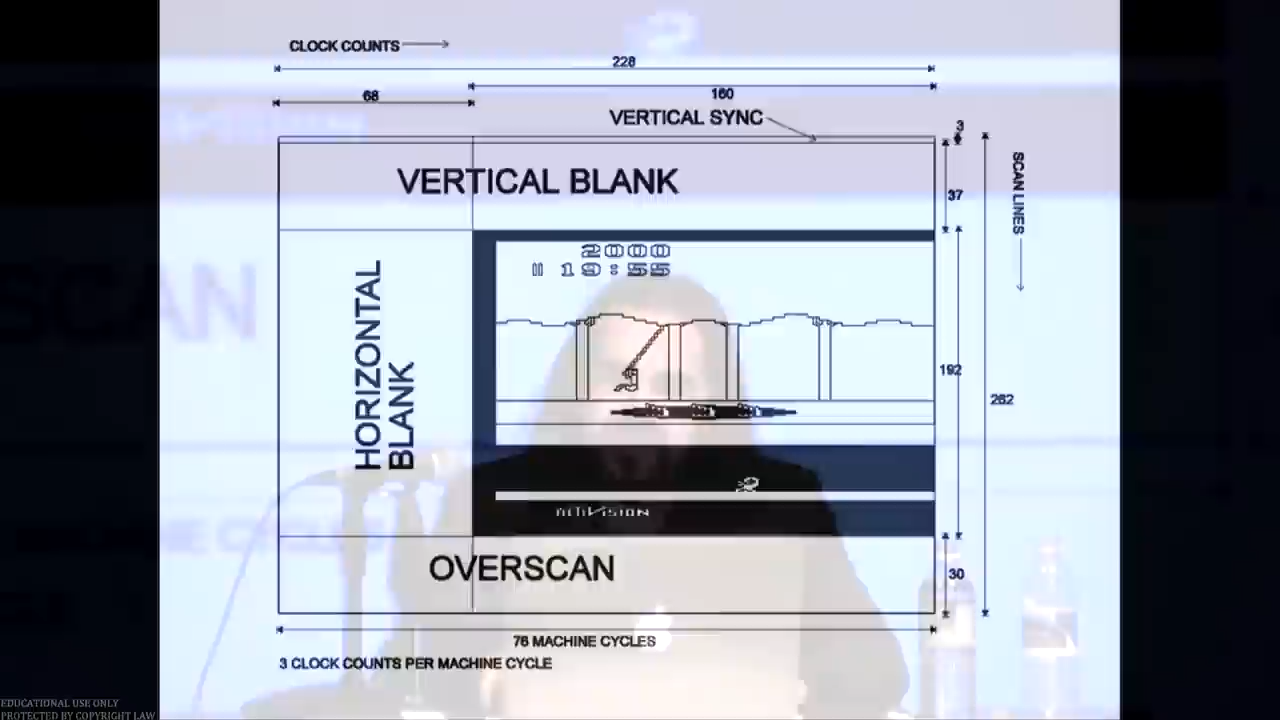 CLOCK COUNTS
228
68
160
VERTICAL SYNC
3
VERTICAL BLANK
37
SCAN LINES
2000
19:55
HORIZONTAL
BLANK
192
262
ACTIVISION
OVERSCAN
30
76 MACHINE CYCLES
3 CLOCK COUNTS PER MACHINE CYCLE
SCAN
EDUCATIONAL USE ONLY
PROTECTED BY COPYRIGHT LAW